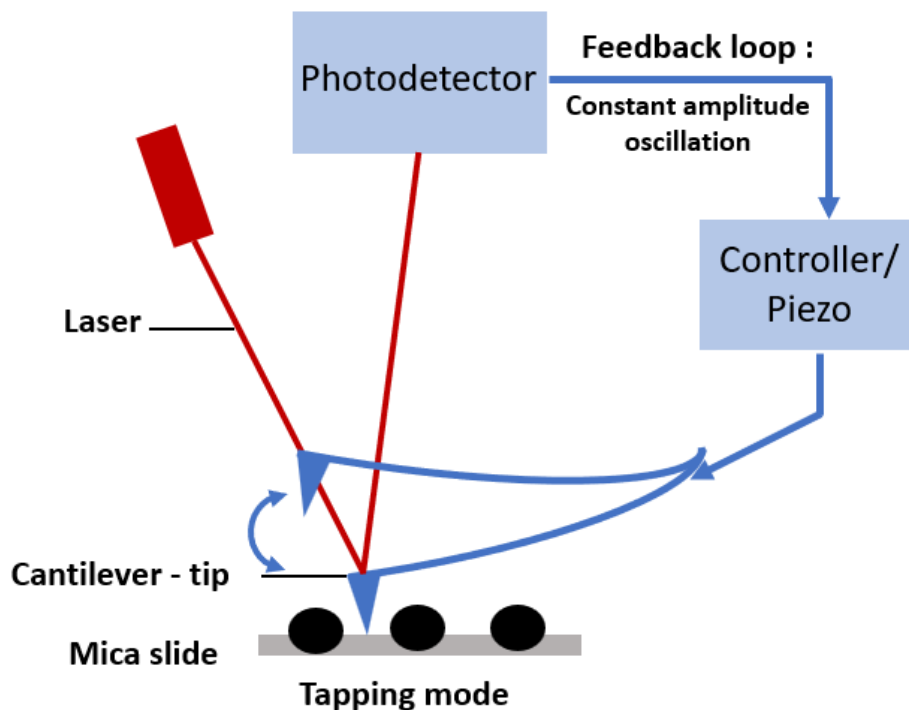 Photodetector
Feedback loop :
Constant amplitude
oscillation
Controller/
Piezo
Laser
Cantilever - tip
Mica slide
Tapping mode